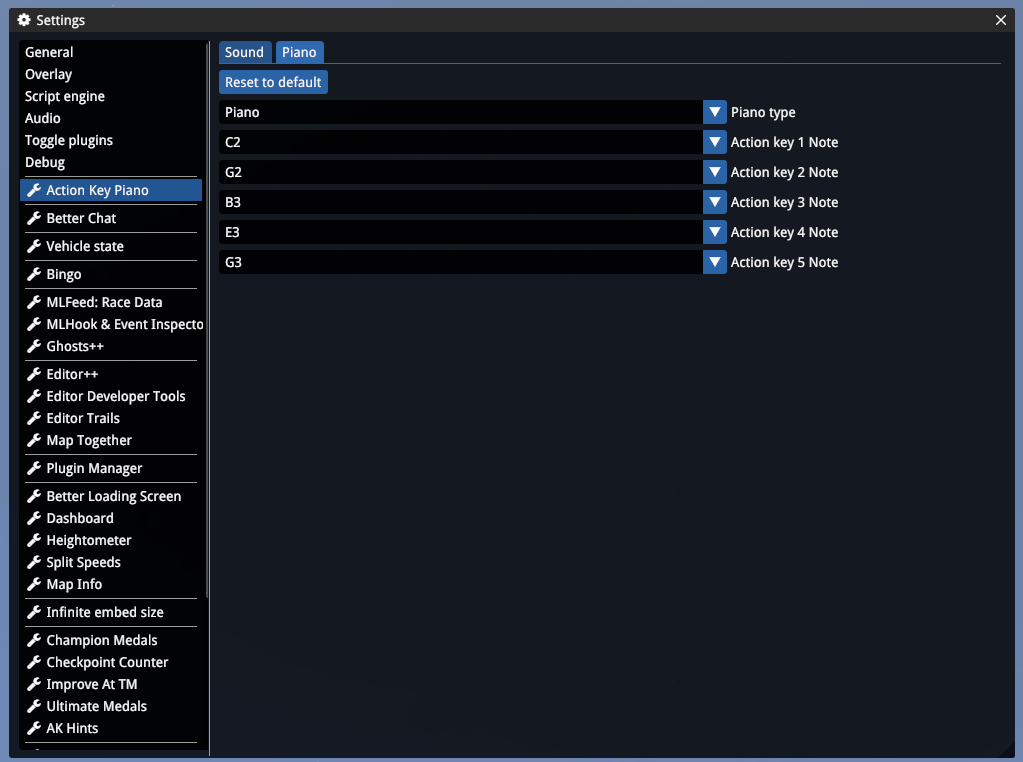 Settings
General
Overlay
Script engine
Audio
Toggle plugins
Debug
Action Key Piano
Better Chat
Vehicle state
Bingo
MLFeed: Race Data
MLHook & Event Inspecto
Ghosts++
Editor++
Editor Developer Tools
Editor Trails
Map Together
Plugin Manager
Better Loading Screen
Dashboard
Heightometer
Split Speeds
Map Info
Infinite embed size
Champion Medals
Checkpoint Counter
Improve At TM
Ultimate Medals
AK Hints
Sound Piano
Reset to default
Piano Piano type
C2 Action key 1 Note
G2 Action key 2 Note
B3 Action key 3 Note
E3 Action key 4 Note
G3 Action key 5 Note